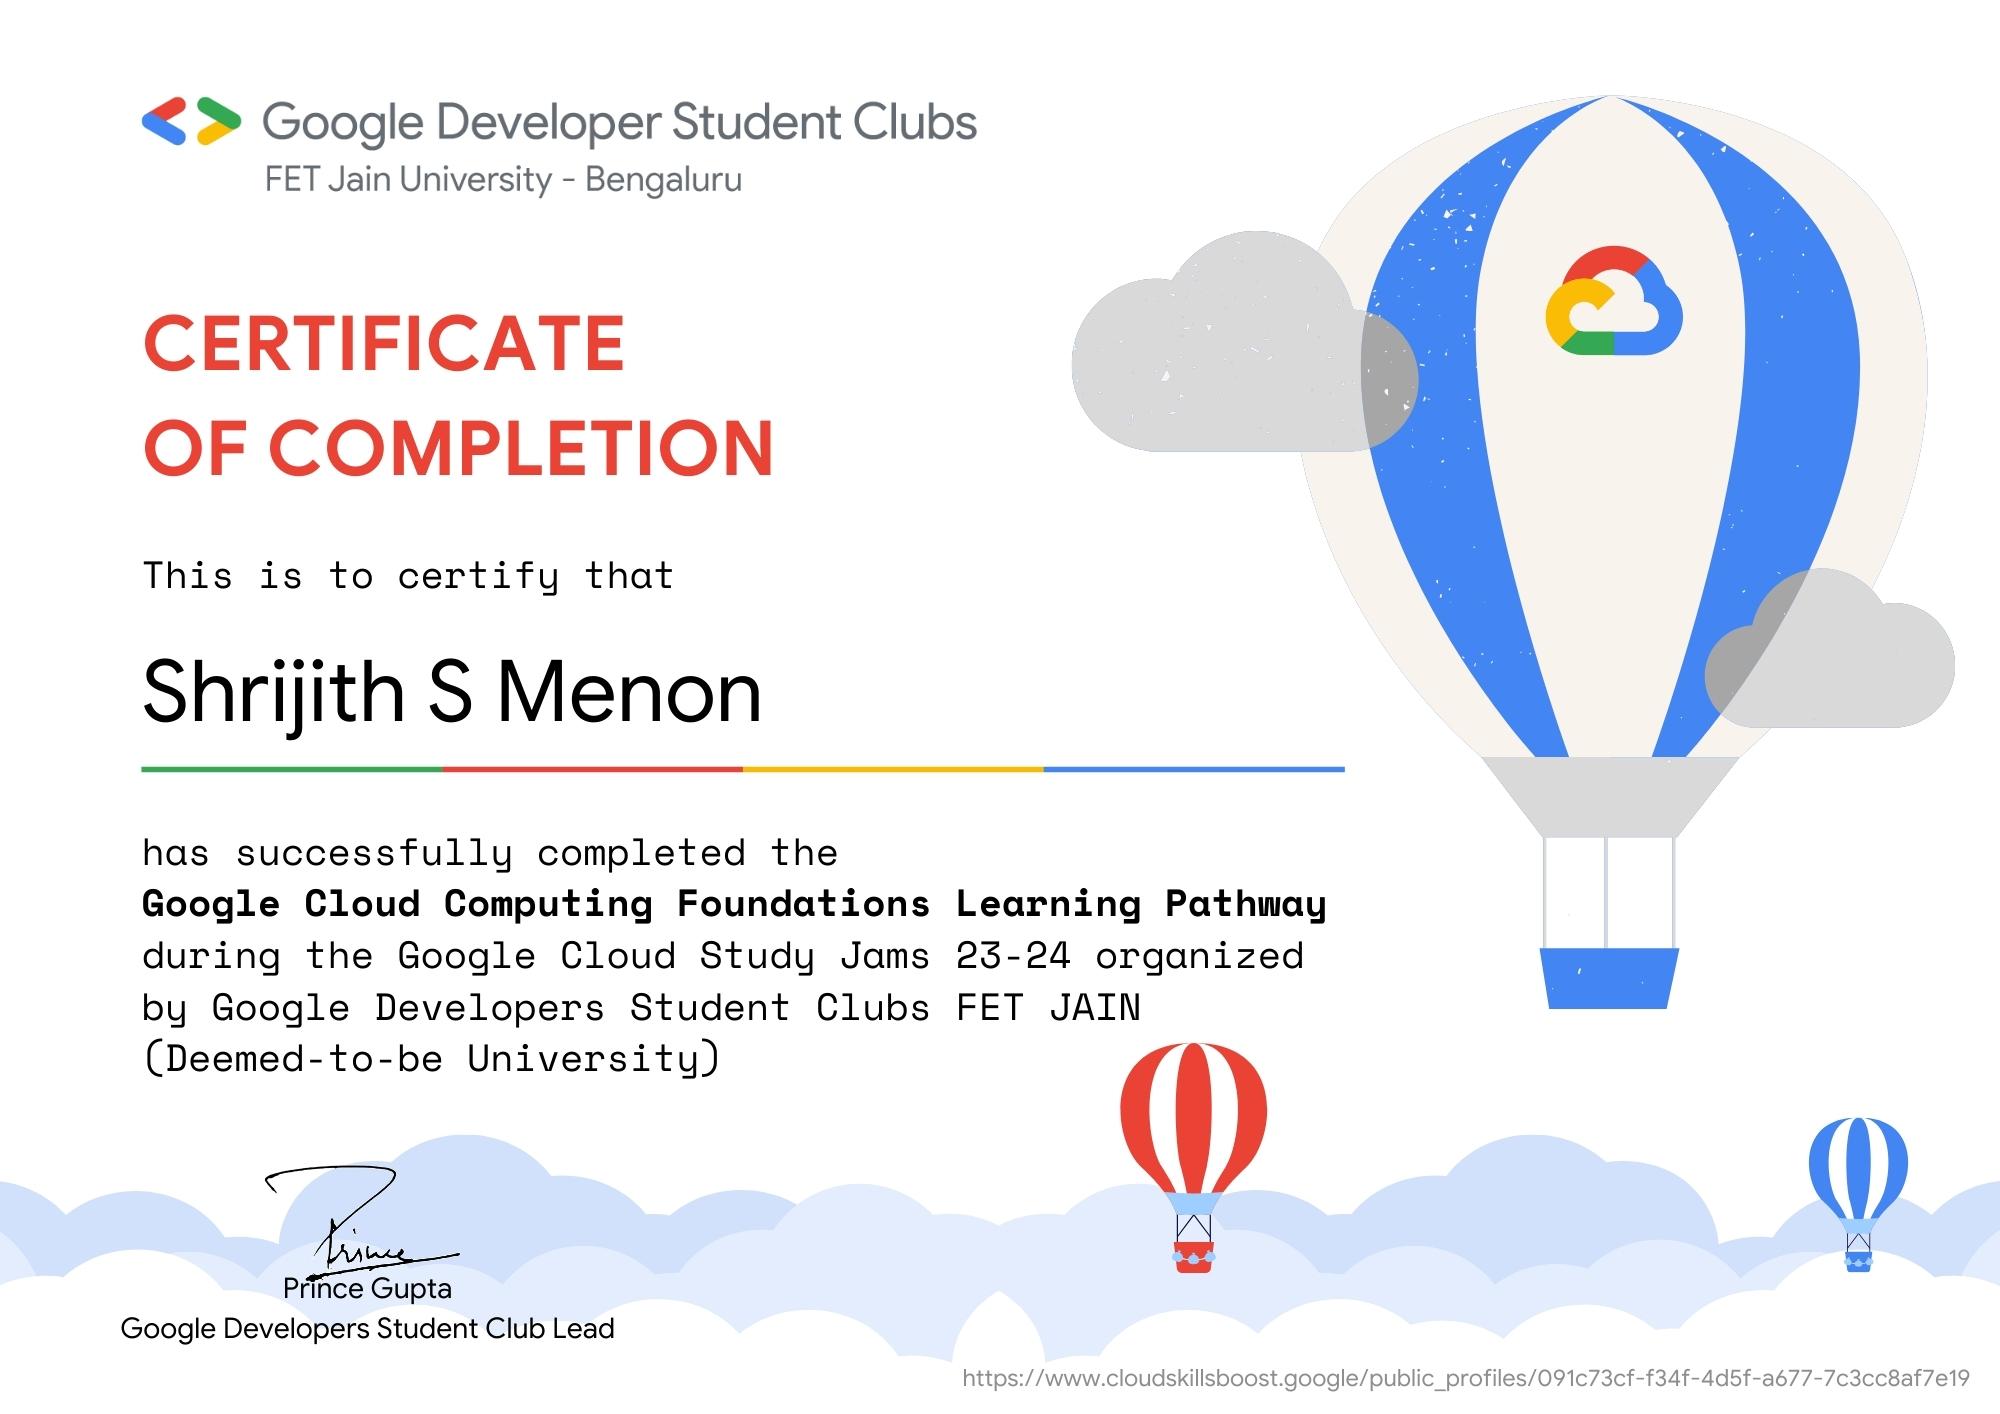 Google Developer Student Clubs
FET Jain University - Bengaluru
CERTIFICATE
OF COMPLETION
This is to certify that
Shrijith S Menon
has successfully completed the
Google Cloud Computing Foundations Learning Pathway
during the Google Cloud Study Jams 23-24 organized
by Google Developers Student Clubs FET JAIN
(Deemed-to-be University)
Prince
Prince Gupta
Google Developers Student Club Lead
https://www.cloudskillsboost.google/public_profiles/091c73cf-f34f-4d5f-a677-7c3cc8af7e19